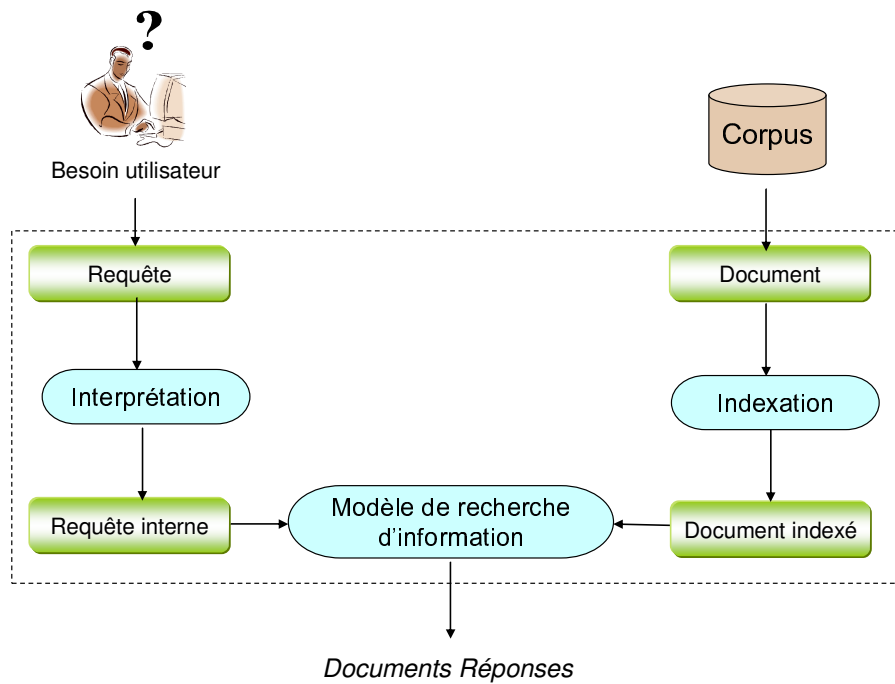 ?
Besoin utilisateur
Corpus
Requête
Document
Interprétation
Indexation
Requête interne
Modèle de recherche
d'information
Document indexé
Documents Réponses